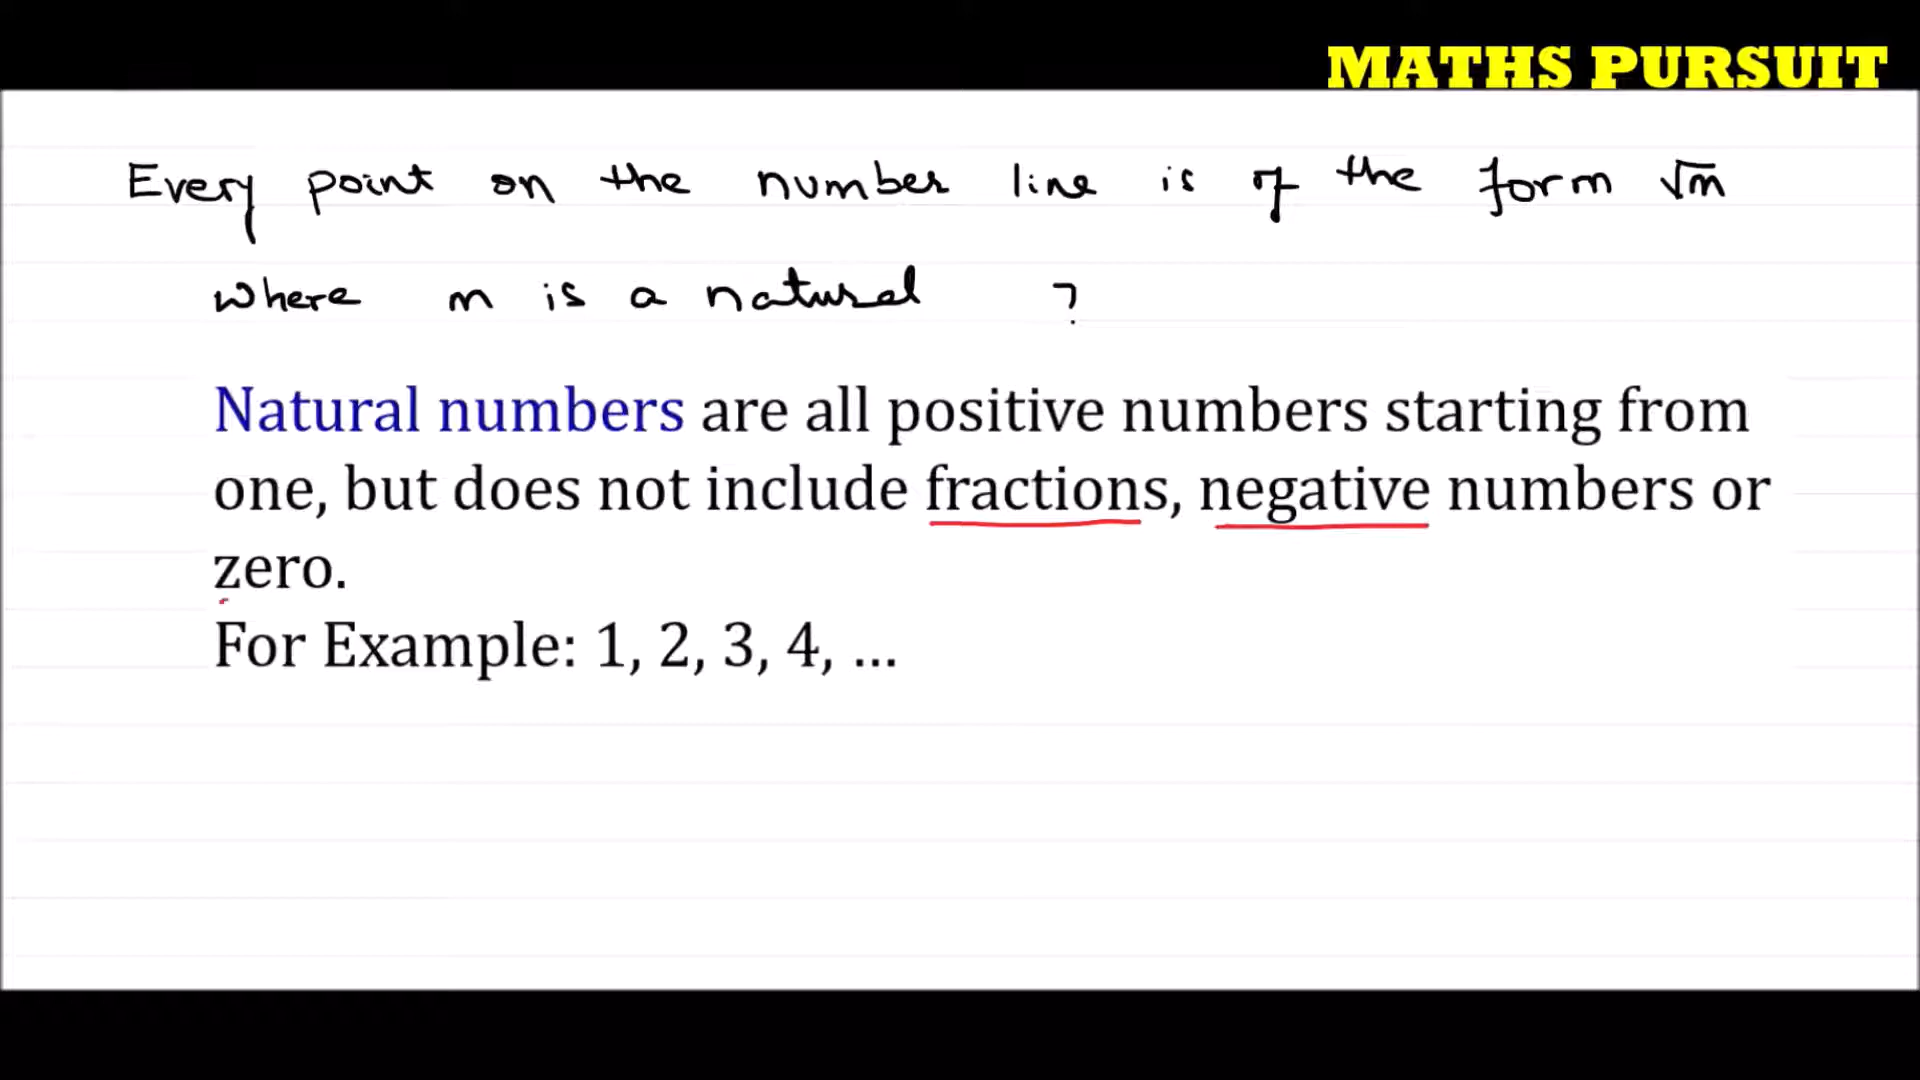 MATHS PURSUIT
Every point on the number line is of the form √m
where m is a natural ?
Natural numbers are all positive numbers starting from
one, but does not include fractions, negative numbers or
zero.
For Example: 1, 2, 3, 4, ...